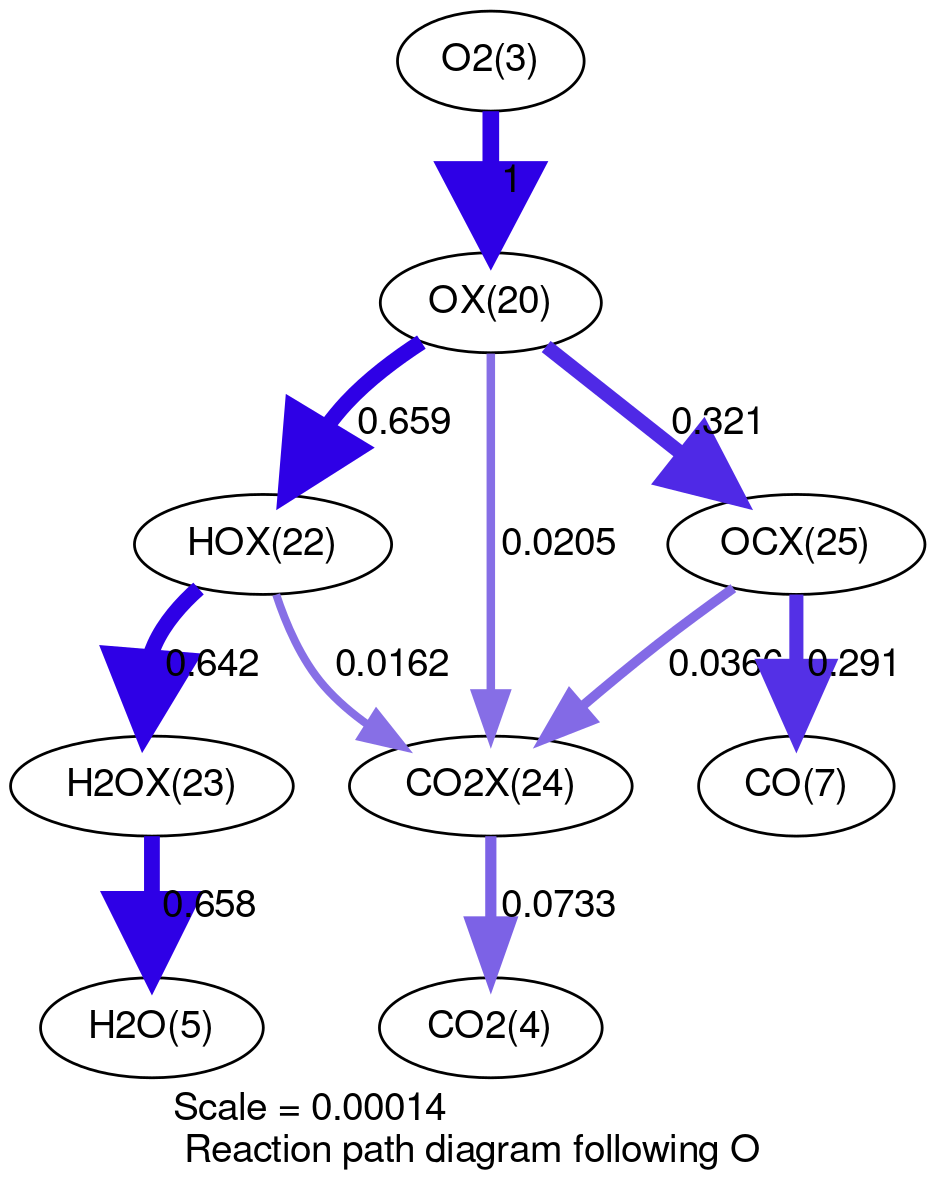 O2(3)
1
OX(20)
0.659
0.321
HOX(22)
0.0205
OCX(25)
0.642
0.0162
0.291
H2OX(23)
CO2X(24)
CO(7)
0.658
0.0733
H2O(5)
CO2(4)
Scale = 0.00014
Reaction path diagram following O